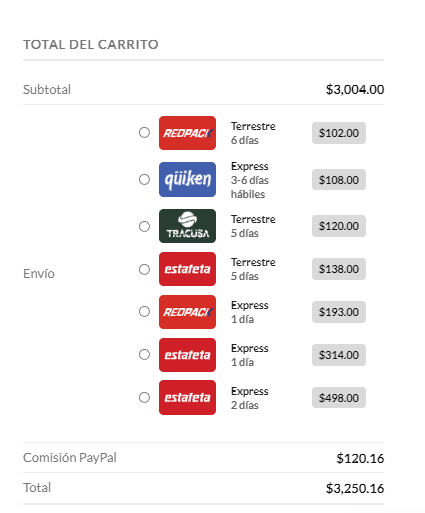 TOTAL DEL CARRITO
Subtotal $3,004.00
Envío
REDPACK Terrestre $102.00
6 días
qüiken Express $108.00
3-6 días
hábiles
TRACUSA Terrestre $120.00
5 días
estafeta Terrestre $138.00
5 días
REDPACK Express $193.00
1 día
estafeta Express $314.00
1 día
estafeta Express $498.00
2 días
Comisión PayPal $120.16
Total $3,250.16